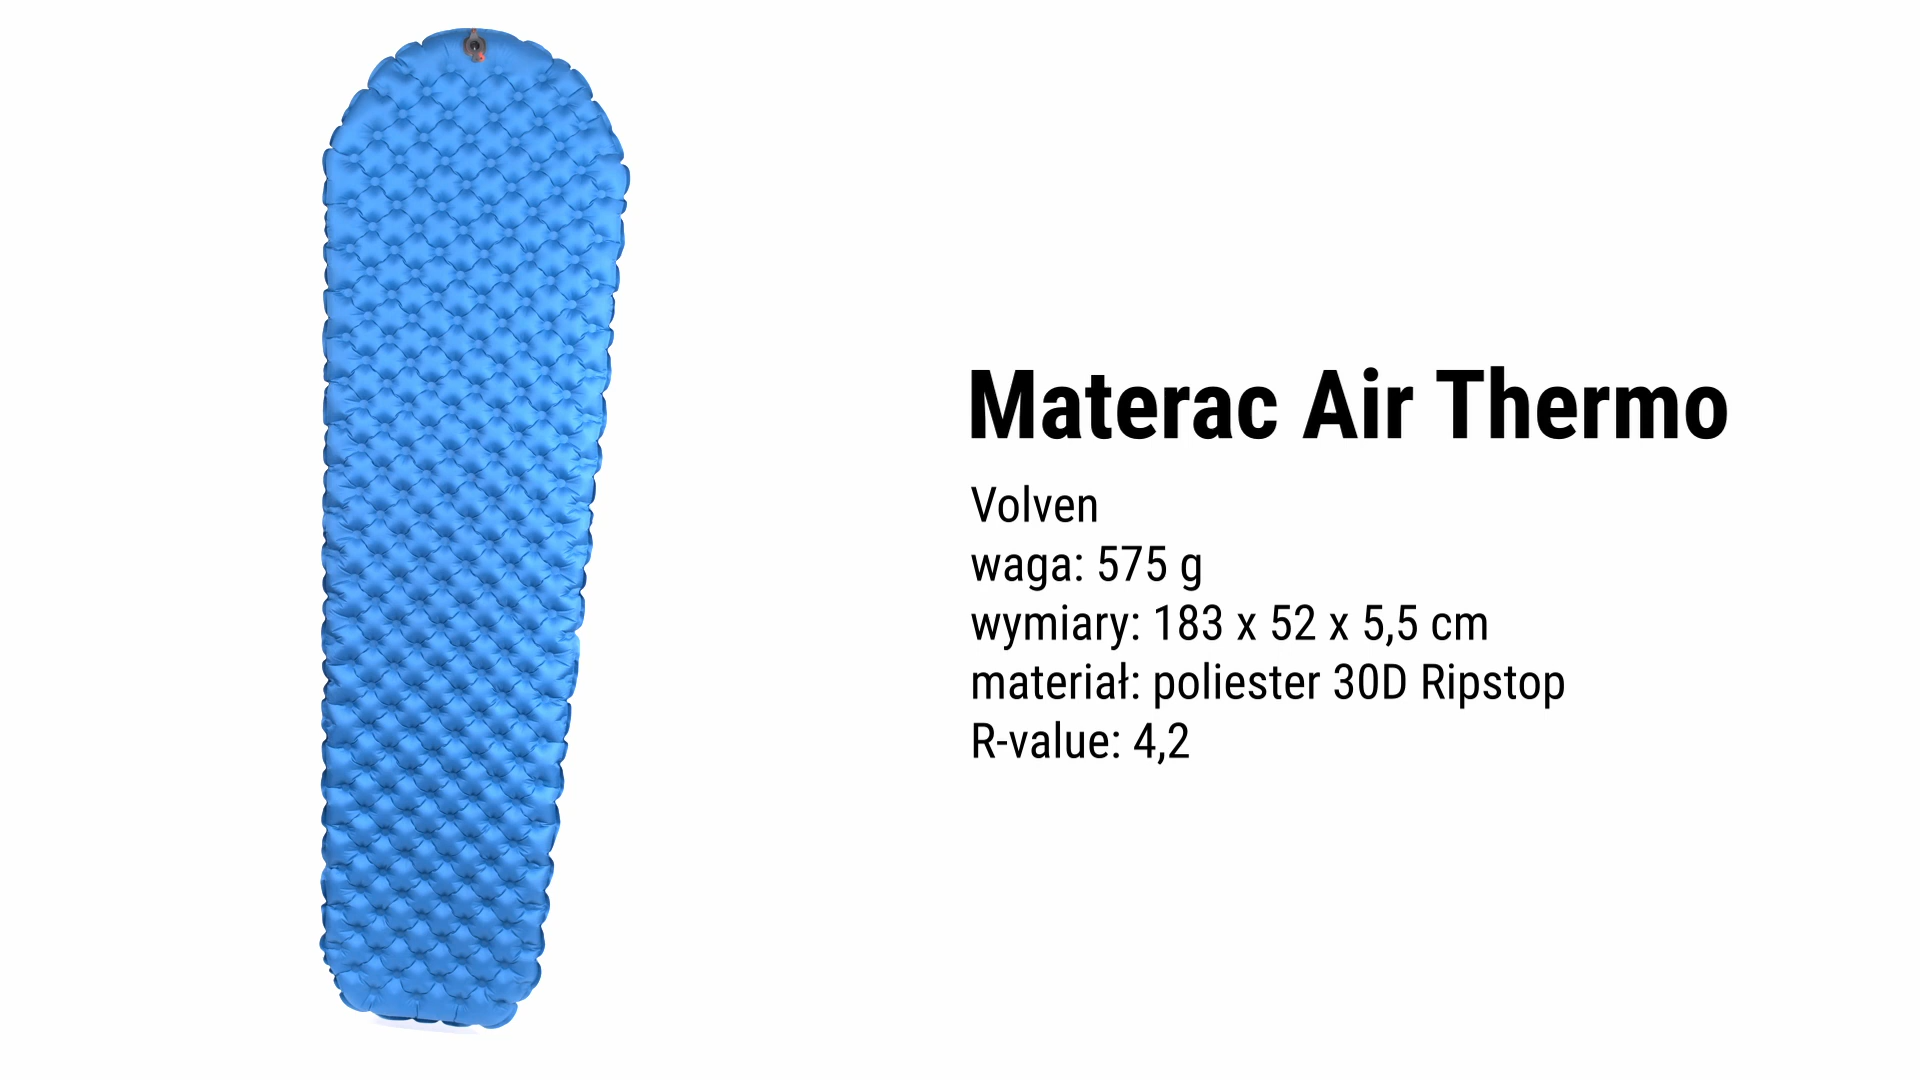 Materac Air Thermo
Volven
waga: 575 g
wymiary: 183 x 52 x 5,5 cm
materiał: poliester 30D Ripstop
R-value: 4,2